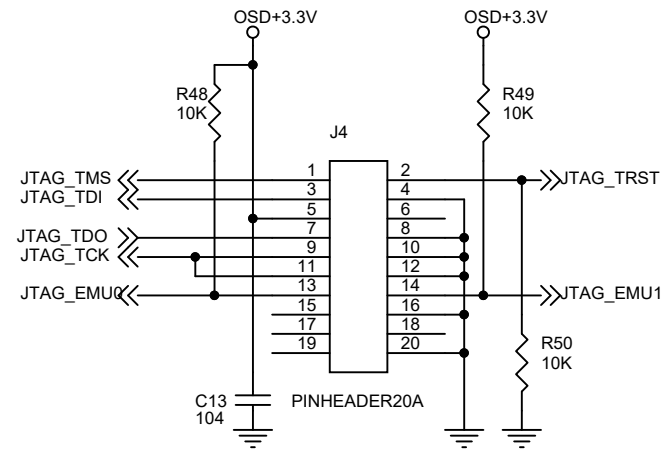 OSD+3.3V OSD+3.3V
R48 R49
10K 10K
J4
JTAG_TMS 1 2 JTAG_TRST
JTAG_TDI 3 4
5 6
JTAG_TDO 7 8
JTAG_TCK 9 10
11 12
JTAG_EMU0 13 14 JTAG_EMU1
15 16
17 18
19 20
R50
10K
C13 PINHEADER20A
104